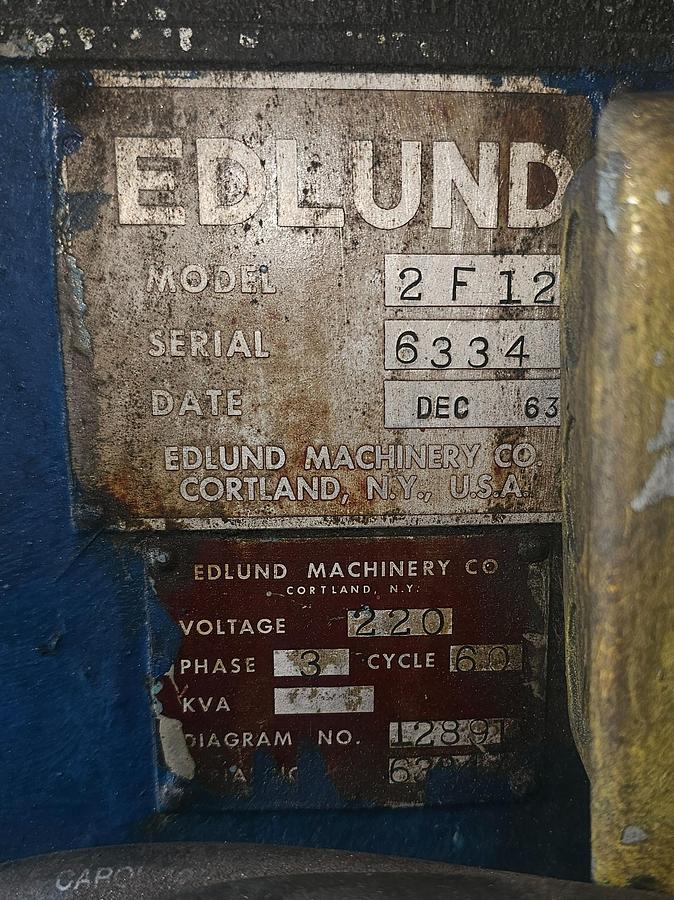 EDLUND
MODEL 2 F 12
SERIAL 6334
DATE DEC 63
EDLUND MACHINERY CO.
CORTLAND, N.Y., U.S.A.
EDLUND MACHINERY CO
CORTLAND, N.Y.
VOLTAGE 220
PHASE 3 CYCLE 60
KVA
DIAGRAM NO. 12891